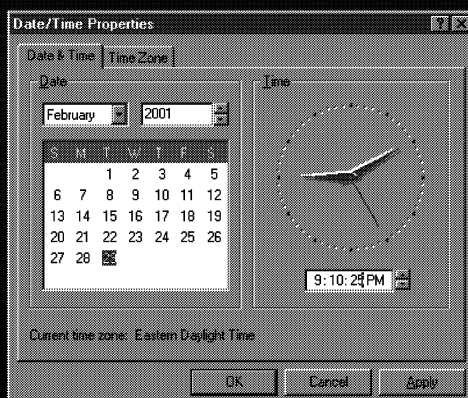 Date/Time Properties
Date & Time Time Zone
Date
Time
February 2001
S M T W T F S
1 2 3 4 5
6 7 8 9 10 11 12
13 14 15 16 17 18 19
20 21 22 23 24 25 26
27 28 29
9:10:25 PM
Current time zone: Eastern Daylight Time
OK Cancel Apply